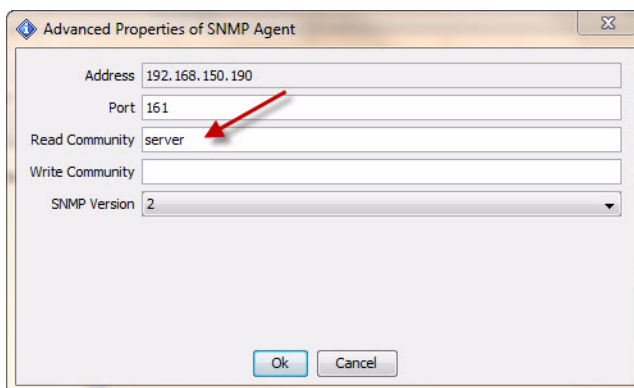 Advanced Properties of SNMP Agent
Address 192.168.150.190
Port 161
Read Community server
Write Community
SNMP Version 2
Ok Cancel